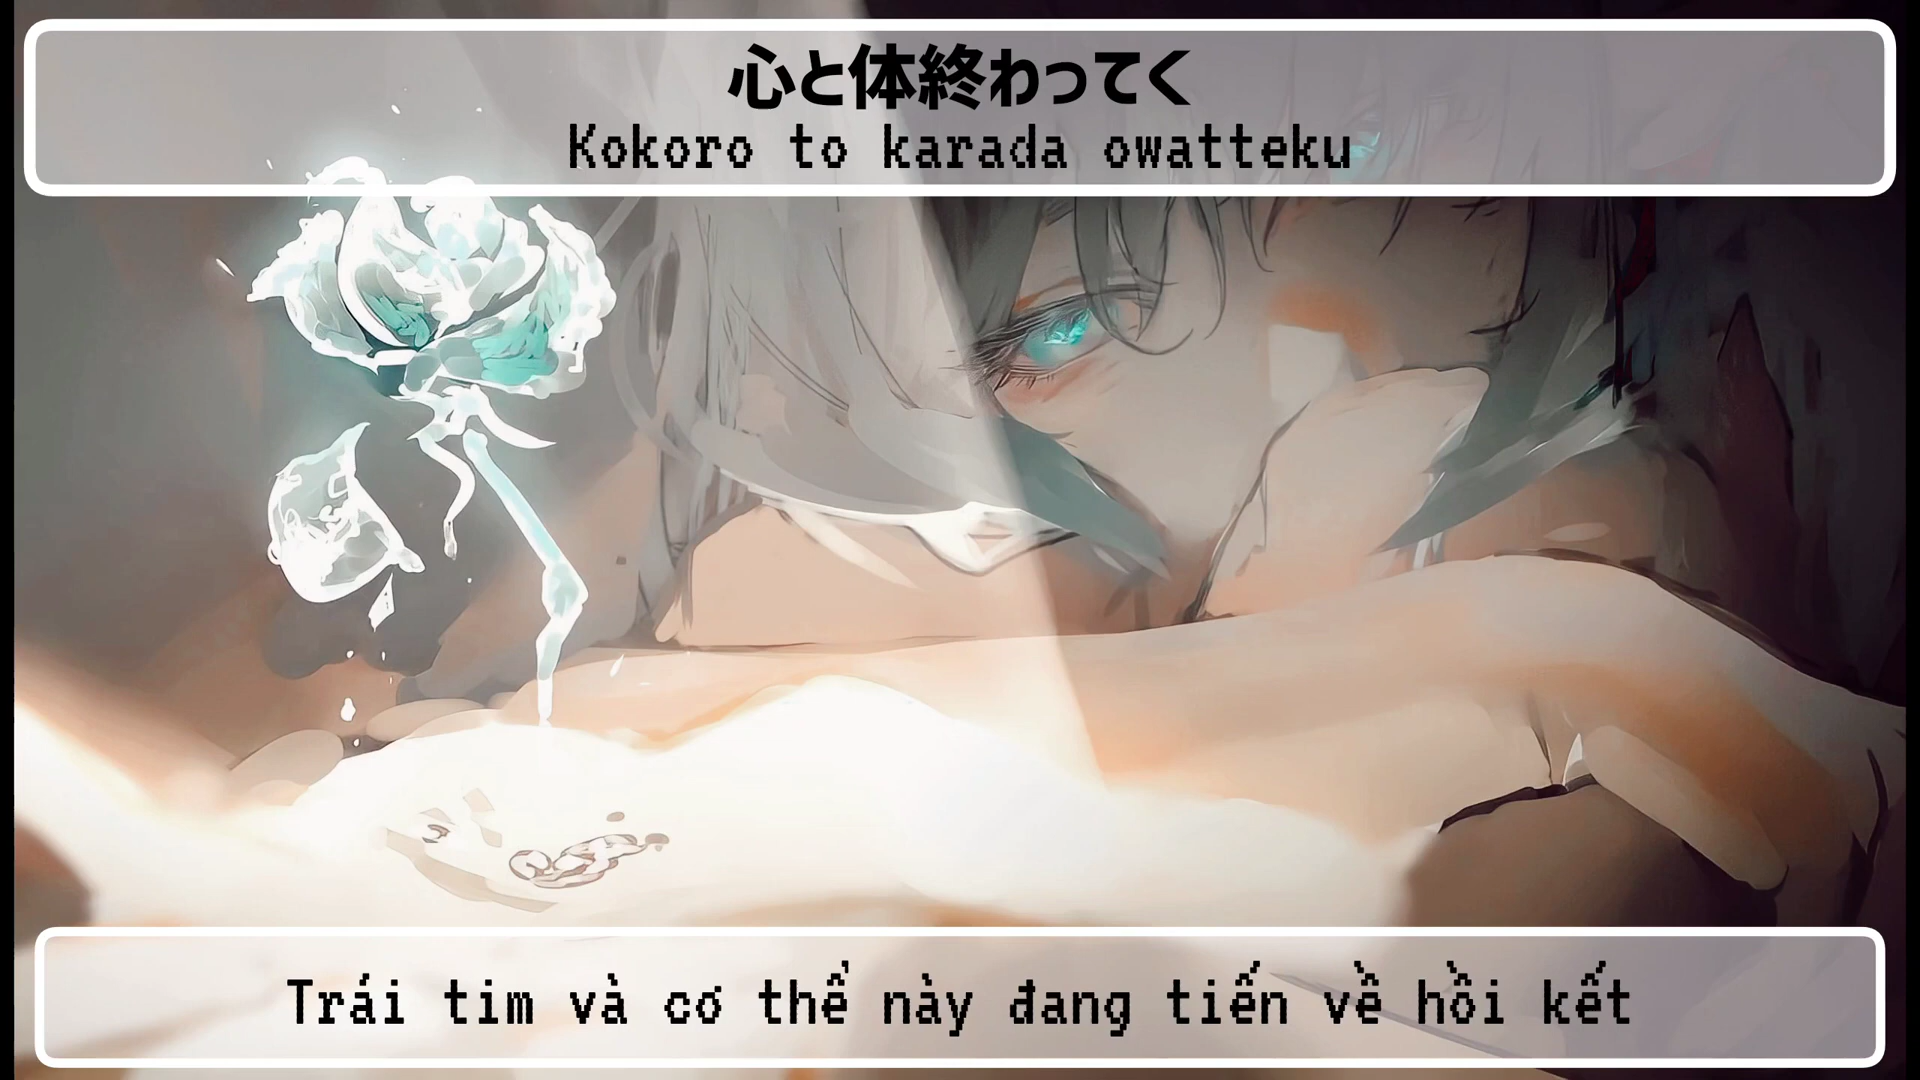 心と体終わってく
Kokoro to karada owatteku
Trái tim và cơ thể này đang tiến về hồi kết